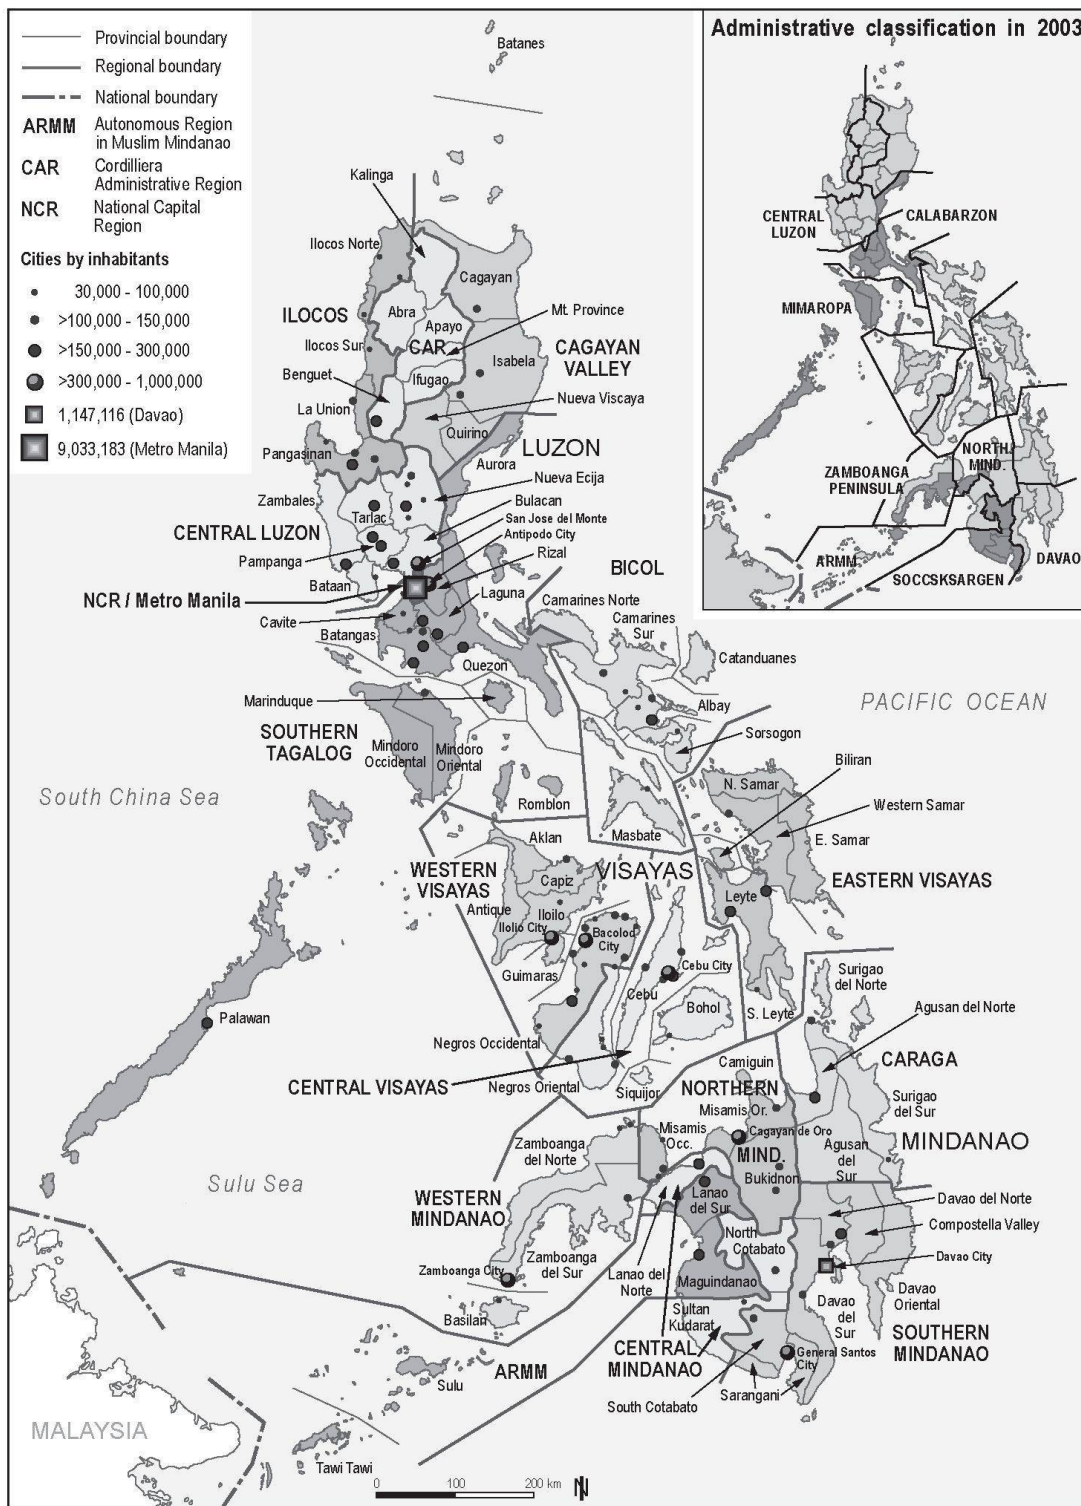 Provincial boundary
Regional boundary
National boundary
ARMM Autonomous Region
in Muslim Mindanao
CAR Cordilliera
Administrative Region
NCR National Capital
Region
Cities by inhabitants
30,000 - 100,000
>100,000 - 150,000
>150,000 - 300,000
>300,000 - 1,000,000
1,147,116 (Davao)
9,033,183 (Metro Manila)
Administrative classification in 2003
CENTRAL
LUZON
CALABARZON
MIMAROPA
ZAMBOANGA
PENINSULA
NORTH.
MIND.
ARMM
SOCCSKSARGEN
DAVAO
Batanes
Kalinga
Ilocos Norte
Cagayan
ILOCOS
Abra
Apayo
Mt. Province
CAR
Ilocos Sur
CAGAYAN
VALLEY
Isabela
Benguet
Ifugao
Nueva Viscaya
La Union
Quirino
LUZON
Pangasinan
Aurora
Nueva Ecija
Zambales
Bulacan
Tarlac
San Jose del Monte
CENTRAL LUZON
Antipodo City
Pampanga
Rizal
Bataan
BICOL
NCR / Metro Manila
Laguna
Camarines Norte
Cavite
Camarines
Sur
Batangas
Catanduanes
Quezon
Marinduque
Albay
PACIFIC OCEAN
SOUTHERN
TAGALOG
Sorsogon
Mindoro
Occidental
Mindoro
Oriental
Biliran
N. Samar
South China Sea
Romblon
Western Samar
Masbate
E. Samar
Aklan
WESTERN
VISAYAS
VISAYAS
Capiz
EASTERN VISAYAS
Antique
Leyte
Iloilo
Ilolio City
Bacolod
City
Guimaras
Cebu City
Cebu
Surigao
del Norte
Bohol
S. Leyte
Agusan del Norte
Palawan
Negros Occidental
Camiguin
CARAGA
CENTRAL VISAYAS
Negros Oriental
Siquijor
NORTHERN
MIND.
Misamis Or.
Surigao
del Sur
Misamis
Occ.
Cagayan de Oro
MINDANAO
Zamboanga
del Norte
Agusan
del
Sur
Bukidnon
Sulu Sea
WESTERN
MINDANAO
Lanao
del Sur
Davao del Norte
Compostella Valley
North
Cotabato
Zamboanga
del Sur
Davao City
Zamboanga City
Lanao del
Norte
Maguindanao
Davao
Oriental
Basilan
Sultan
Kudarat
Davao
del
Sur
CENTRAL
MINDANAO
SOUTHERN
MINDANAO
General Santos
City
ARMM
Sulu
Sarangani
South Cotabato
MALAYSIA
Tawi Tawi
0 100 200 km
N